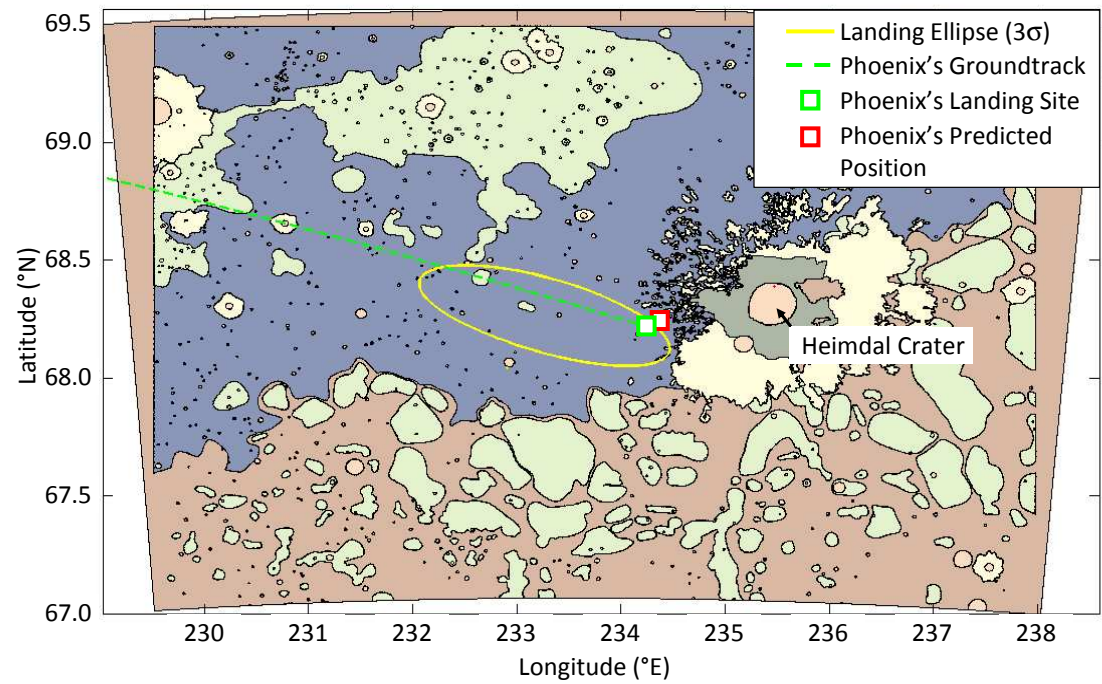 69.5
69.0
68.5
68.0
67.5
67.0
Latitude (°N)
Landing Ellipse (3σ)
Phoenix's Groundtrack
Phoenix's Landing Site
Phoenix's Predicted
Position
Heimdal Crater
230 231 232 233 234 235 236 237 238
Longitude (°E)